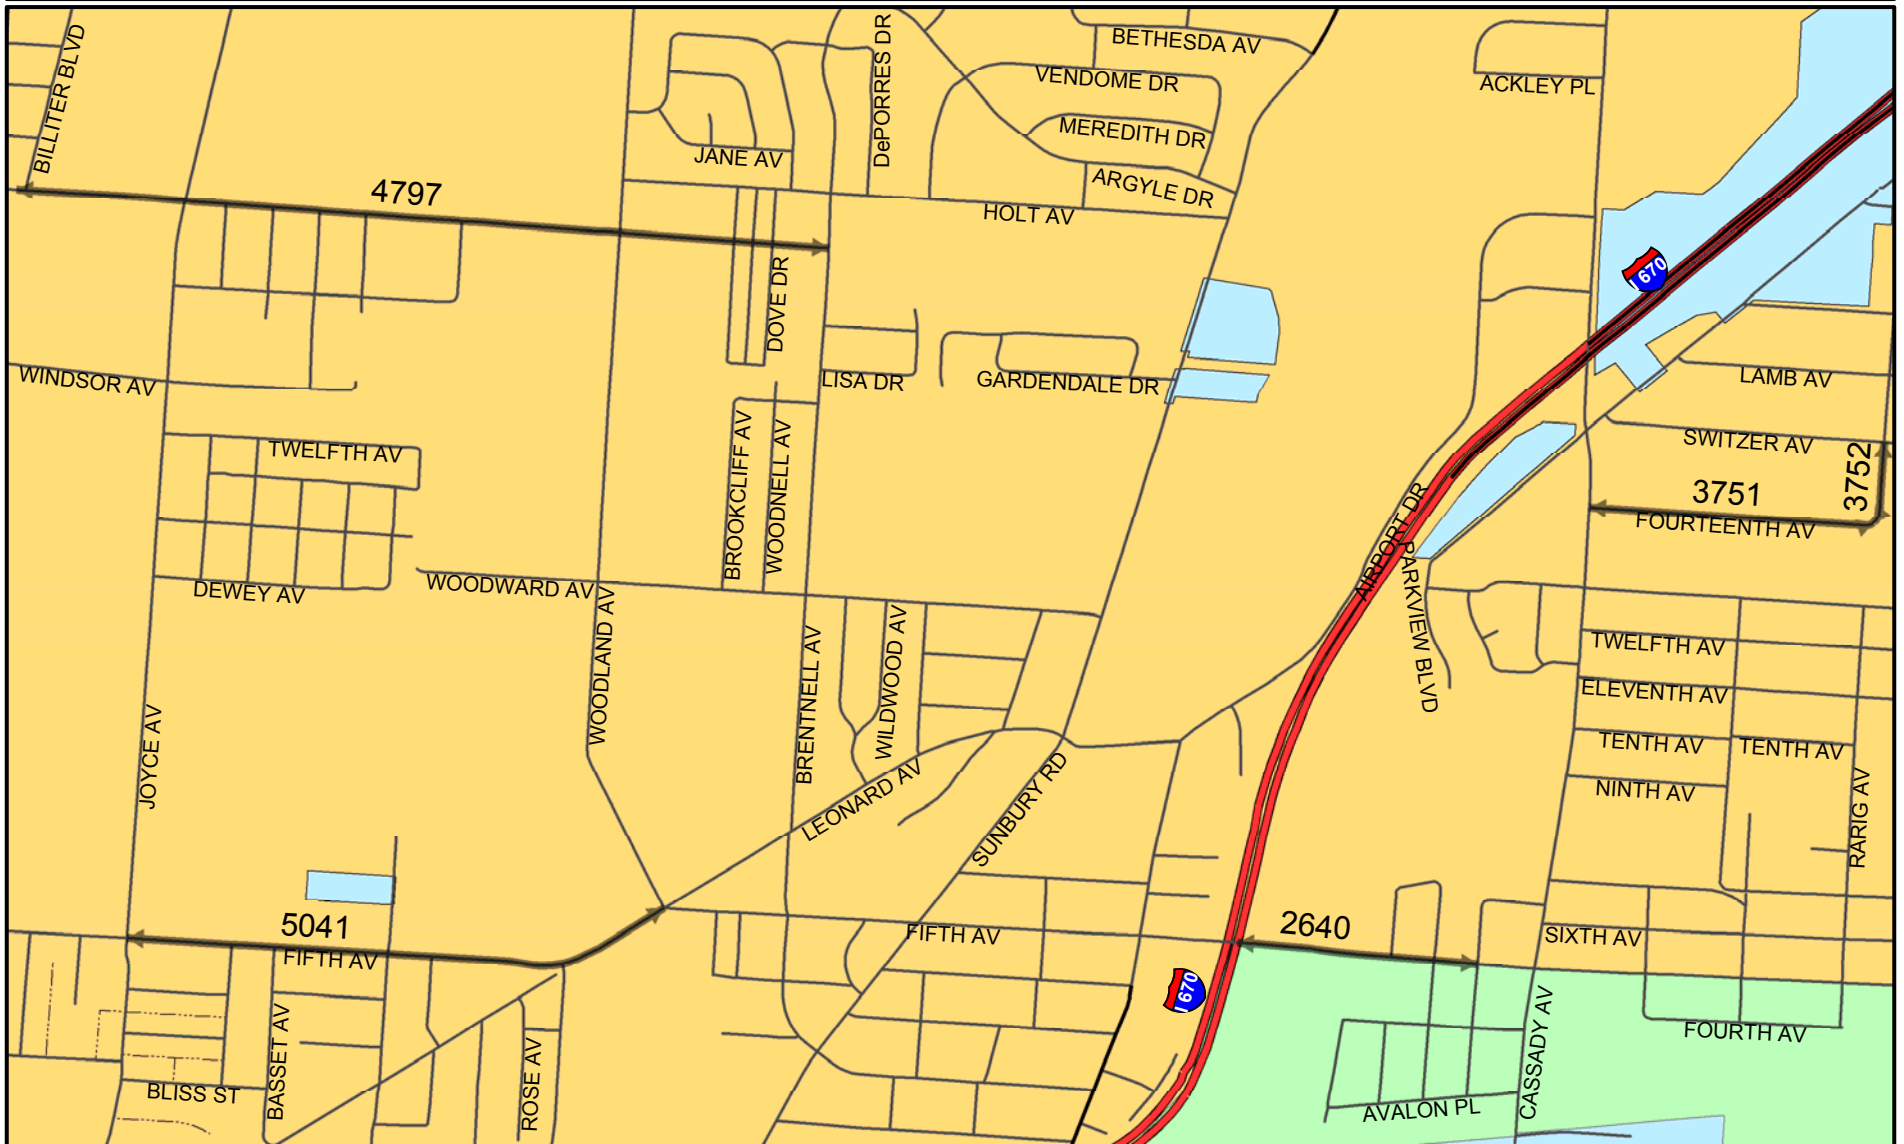 BILLITER BLVD
DePORRES DR
BETHESDA AV
VENDOME DR
ACKLEY PL
MEREDITH DR
JANE AV
ARGYLE DR
4797
HOLT AV
670
DOVE DR
WINDSOR AV
LISA DR
GARDENDALE DR
LAMB AV
TWELFTH AV
BROOKCLIFF AV
WOODNELL AV
SWITZER AV
3752
3751
FOURTEENTH AV
AIRPORT DR
PARKVIEW BLVD
DEWEY AV
WOODWARD AV
WOODLAND AV
BRENTNELL AV
WILDWOOD AV
TWELFTH AV
ELEVENTH AV
JOYCE AV
TENTH AV
TENTH AV
NINTH AV
LEONARD AV
SUNBURY RD
RARIG AV
5041
FIFTH AV
FIFTH AV
2640
SIXTH AV
670
BASSET AV
ROSE AV
CASSADY AV
FOURTH AV
BLISS ST
AVALON PL